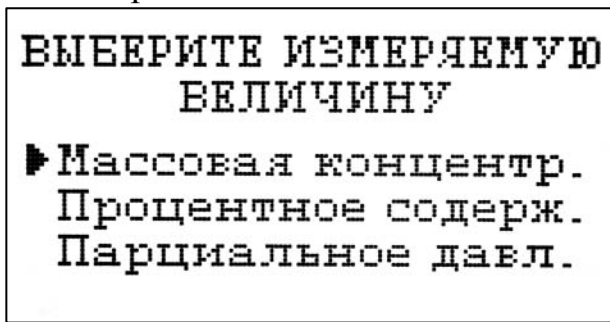 ВЫБЕРИТЕ ИЗМЕРЯЕМУЮ
ВЕЛИЧИНУ
Массовая концентр.
Процентное содерж.
Парциальное давл.